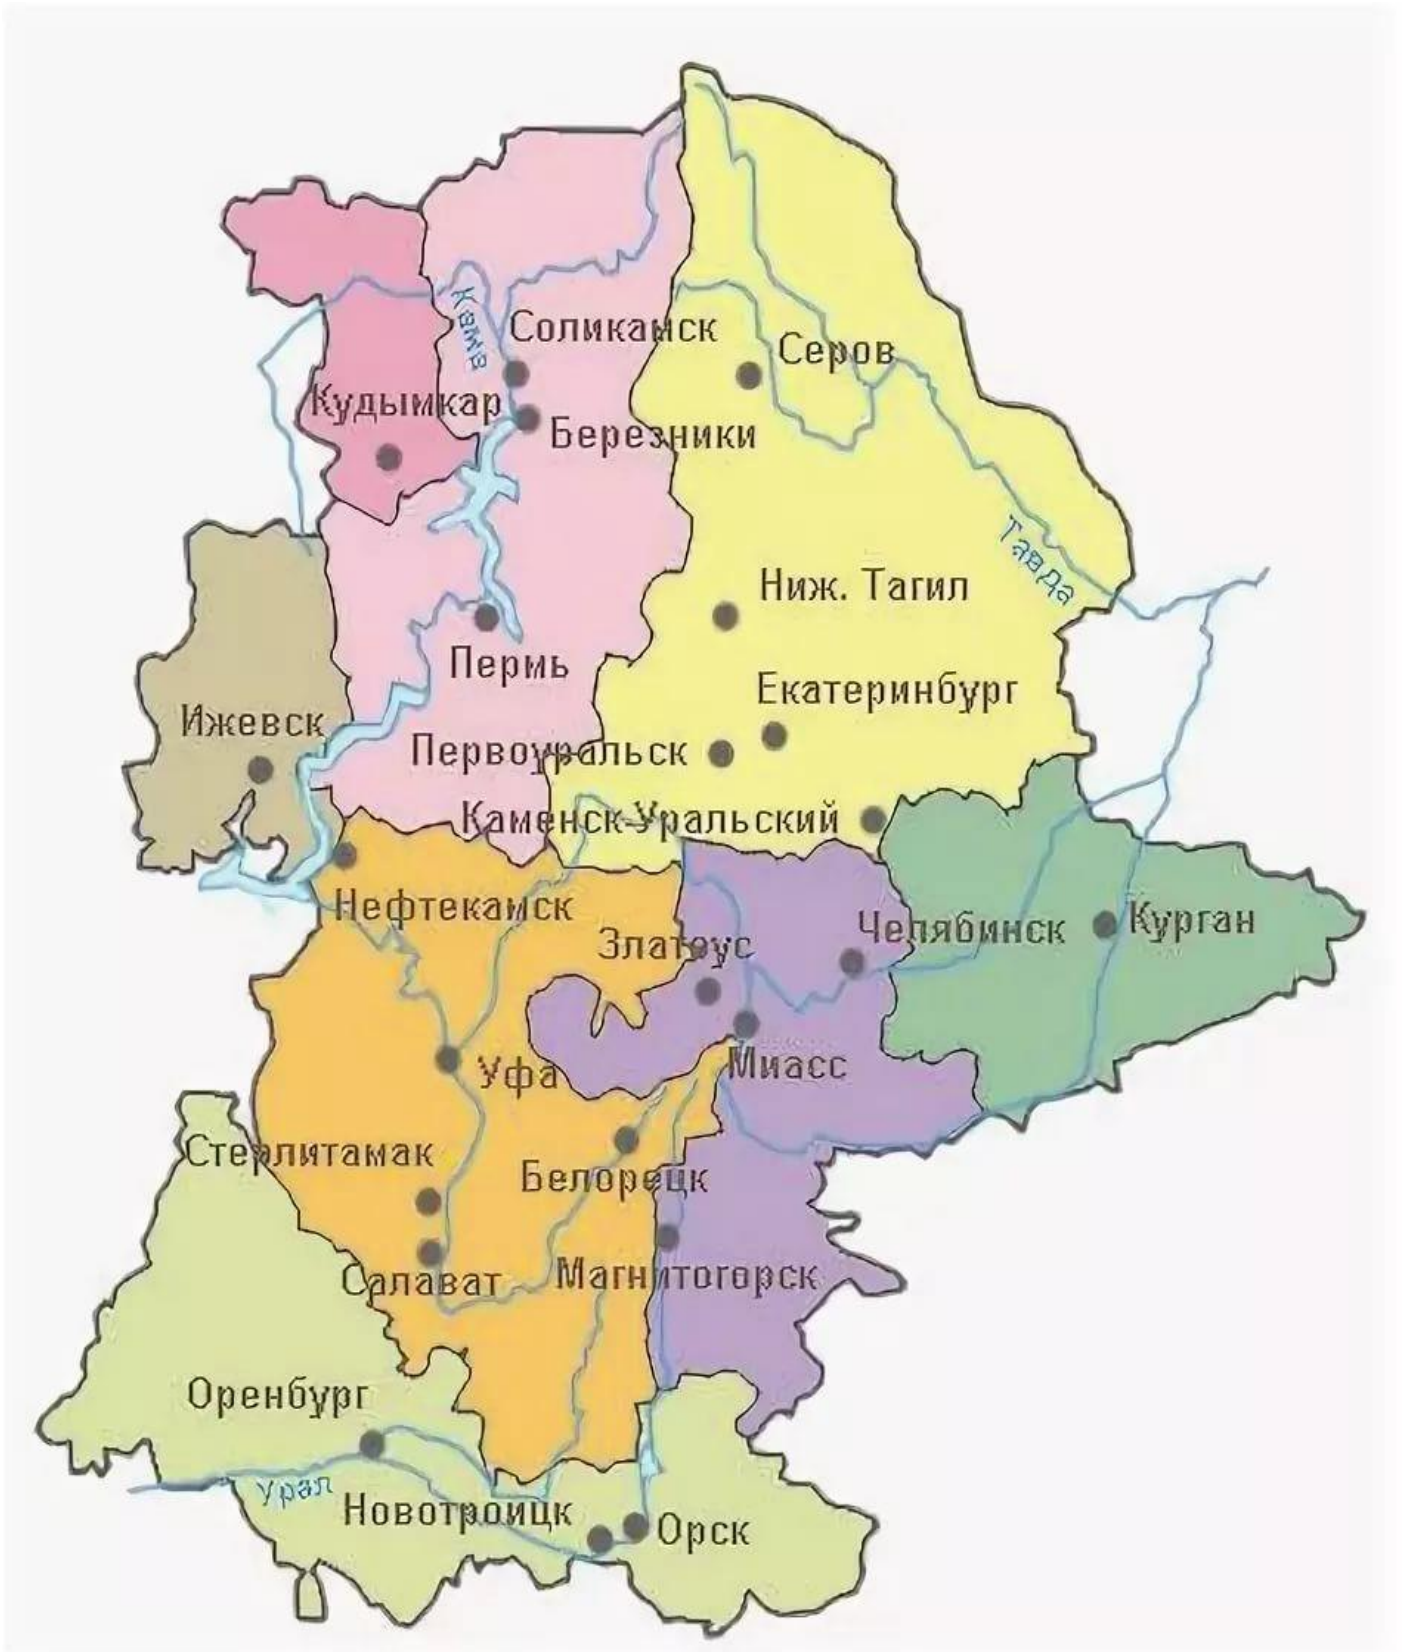 Кама
Соликамск
Серов
Кудымкар
Березники
Тавда
Ниж. Тагил
Пермь
Екатеринбург
Ижевск
Первоуральск
Каменск-Уральский
Нефтекамск
Челябинск
Курган
Златоус
Уфа
Миасс
Стерлитамак
Белорецк
Салават
Магнитогорск
Оренбург
Урал
Новотроицк
Орск